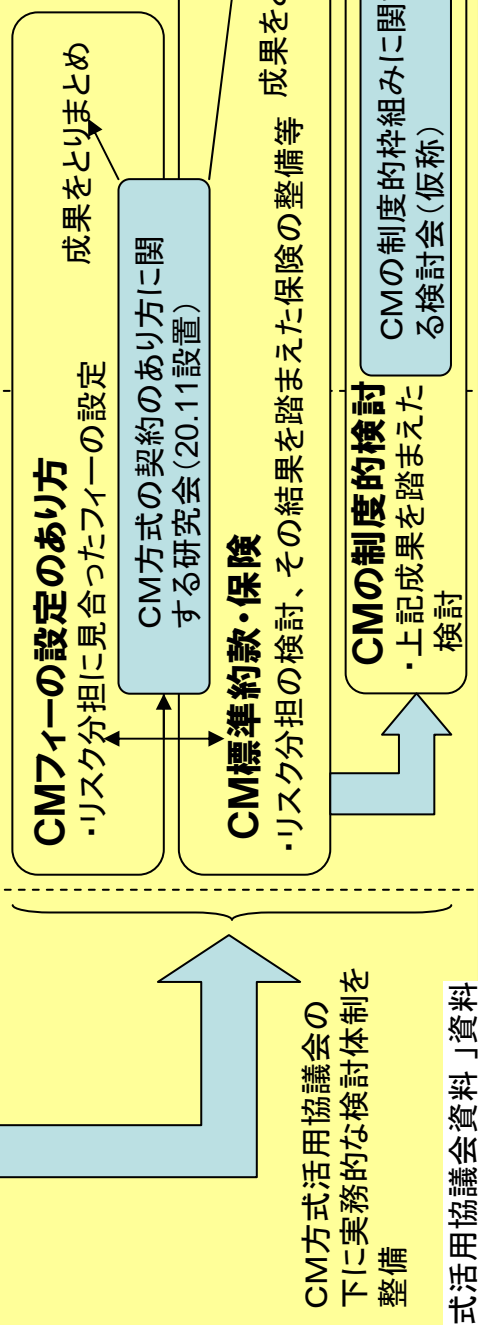 CMフィーの設定のあり方
・リスク分担に見合ったフィーの設定
成果をとりまとめ
CM方式の契約のあり方に関
する研究会(20.11設置)
CM標準約款・保険
・リスク分担の検討、その結果を踏まえた保険の整備等
成果を
CMの制度的検討
・上記成果を踏まえた
検討
CMの制度的枠組みに関
る検討会(仮称)
CM方式活用協議会の
下に実務的な検討体制を
整備
式活用協議会資料」資料